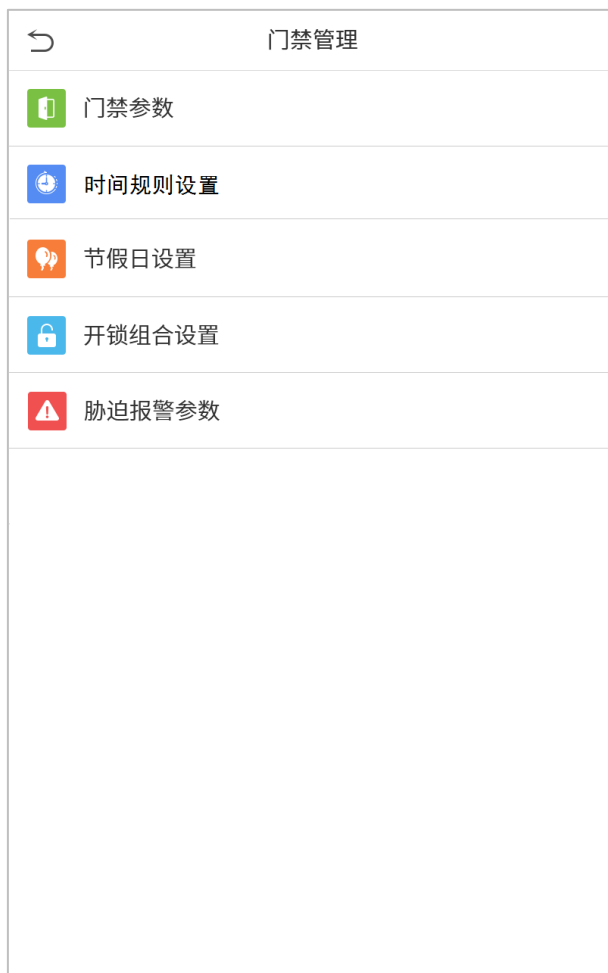 门禁管理
门禁参数
时间规则设置
节假日设置
开锁组合设置
胁迫报警参数